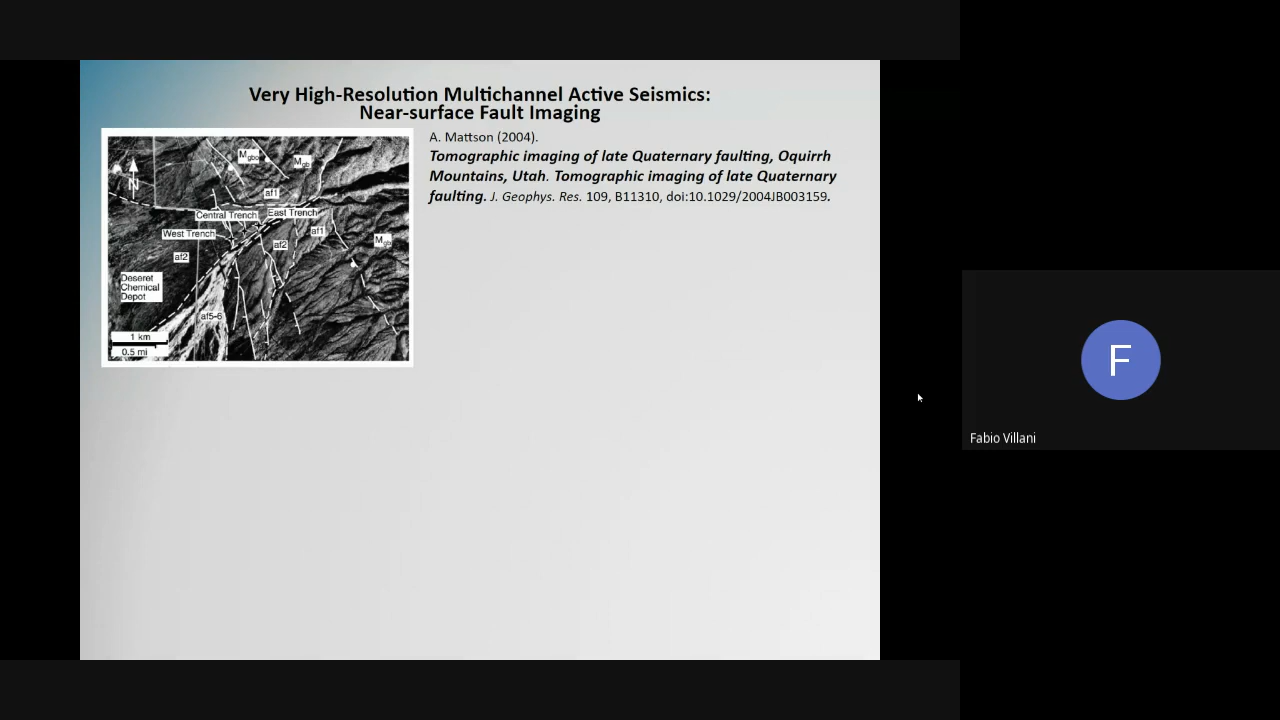 Very High-Resolution Multichannel Active Seismics:
Near-surface Fault Imaging
A. Mattson (2004).
Tomographic imaging of late Quaternary faulting, Oquirrh
Mountains, Utah. Tomographic imaging of late Quaternary
faulting. J. Geophys. Res. 109, B11310, doi:10.1029/2004JB003159.
Mgbo
Mgb
N
af1
Central Trench
East Trench
West Trench
af1
af2
Mgb
af2
Deseret
Chemical
Depot
af5-6
1 km
0.5 mi
F
Fabio Villani